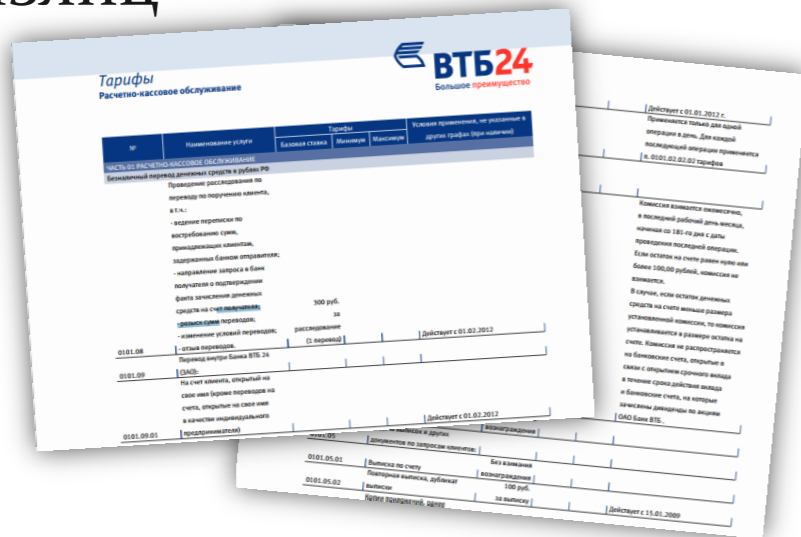 Тарифы
Расчетно-кассовое обслуживание
ВТБ24
Большое преимущество
№
Наименование услуги
Тарифы
Базовая ставка Минимум Максимум
Условия применения, не указанные в
других графах (при наличии)
ЧАСТЬ 01 РАСЧЕТНО-КАССОВОЕ ОБСЛУЖИВАНИЕ
Безналичный перевод денежных средств в рублях РФ
Проведение расследования по
переводу по поручению клиента,
в т.ч.:
- ведение переписки по
востребованию сумм,
принадлежащих клиентам,
задержанных банком отправителя;
- направление запроса в банк
получателя о подтверждении
факта зачисления денежных
средств на счет получателя;
- розыск сумм переводов;
- изменение условий переводов;
- отзыв переводов.
0101.08
300 руб.
за
расследование
(1 перевод)
Действует с 01.02.2012
0101.09
Перевод внутри Банка ВТБ 24
(ЗАО):
0101.09.01
На счет клиента, открытый на
свое имя (кроме переводов на
счета, открытые на свое имя
в качестве индивидуального
предпринимателя)
Действует с 01.02.2012
Действует с 01.01.2012 г.
Применяется только для одной
операции в день. Для каждой
последующей операции применяется
п. 0101.02.02.02 тарифов
Комиссия взимается ежемесячно,
в последний рабочий день месяца,
начиная со 181-го дня с даты
проведения последней операции.
Если остаток на счете равен нулю или
более 100,00 рублей, комиссия не
взимается.
В случае, если остаток денежных
средств на счете меньше размера
установленной комиссии, то комиссия
устанавливается в размере остатка на
счете. Комиссия не распространяется
на банковские счета, открытые в
связи с открытием срочного вклада
в течение срока действия вклада
и банковские счета, на которые
зачислены дивиденды по акциям
ОАО Банк ВТБ .
вознаграждения
0101.05
выписок и других
документов по запросам клиентов:
0101.05.01
Выписка по счету
Без взимания
вознаграждения
0101.05.02
Повторная выписка, дубликат
выписки
100 руб.
за выписку
Действует с 15.01.2009
Копии приложений, ранее